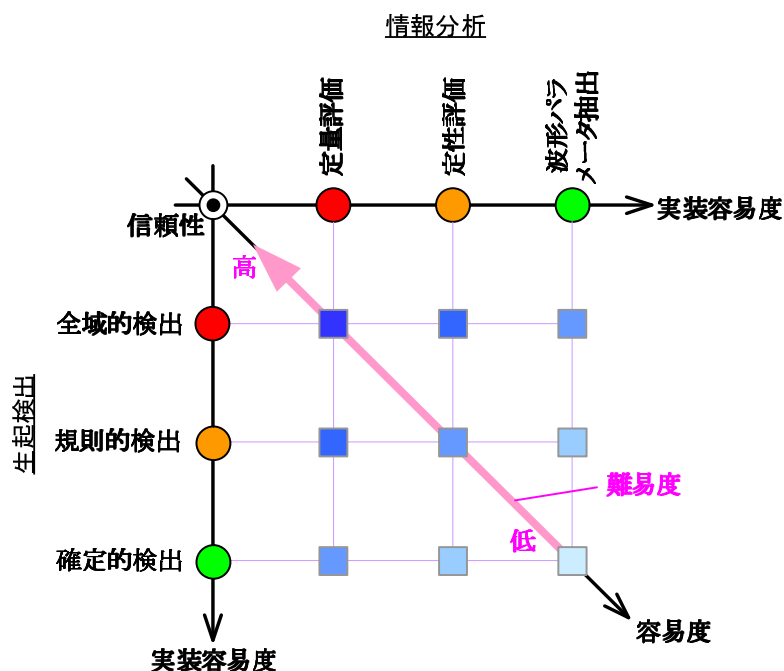 情報分析
定量評価
定性評価
波形パラ
メータ抽出
実装容易度
信頼性
高
全域的検出
生起検出
規則的検出
難易度
低
確定的検出
容易度
実装容易度